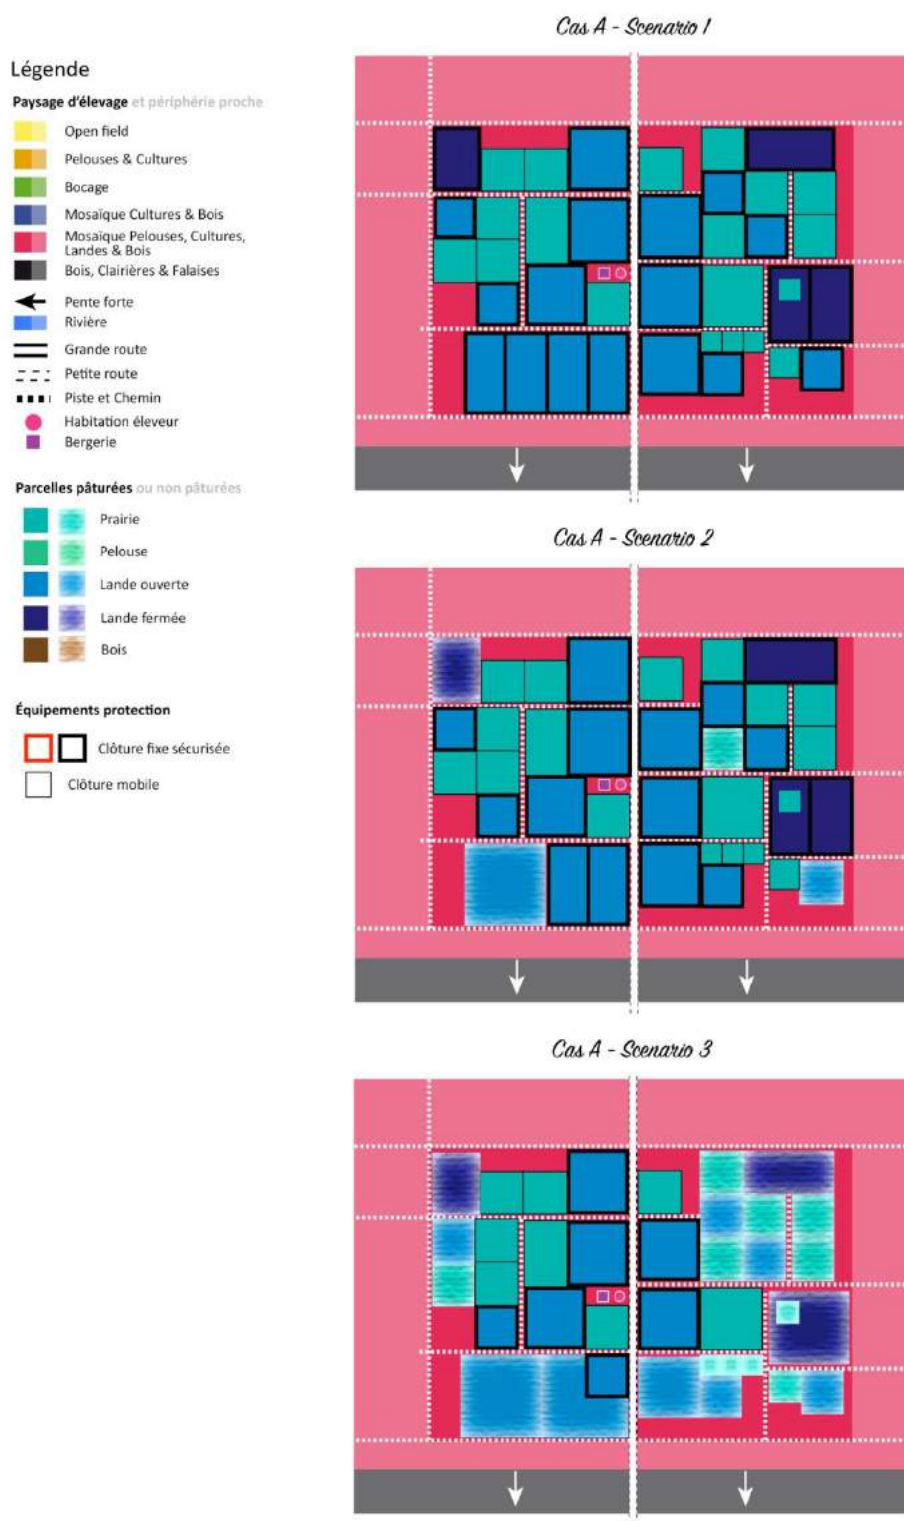 Cas A - Scenario 1
Légende
Paysage d'élevage et périphérie proche
Open field
Pelouses & Cultures
Bocage
Mosaïque Cultures & Bois
Mosaïque Pelouses, Cultures,
Landes & Bois
Bois, Clairières & Falaises
Pente forte
Rivière
Grande route
Petite route
Piste et Chemin
Habitation éleveur
Bergerie
Parcelles pâturées ou non pâturées
Prairie
Pelouse
Lande ouverte
Lande fermée
Bois
Équipements protection
Clôture fixe sécurisée
Clôture mobile
Cas A - Scenario 2
Cas A - Scenario 3